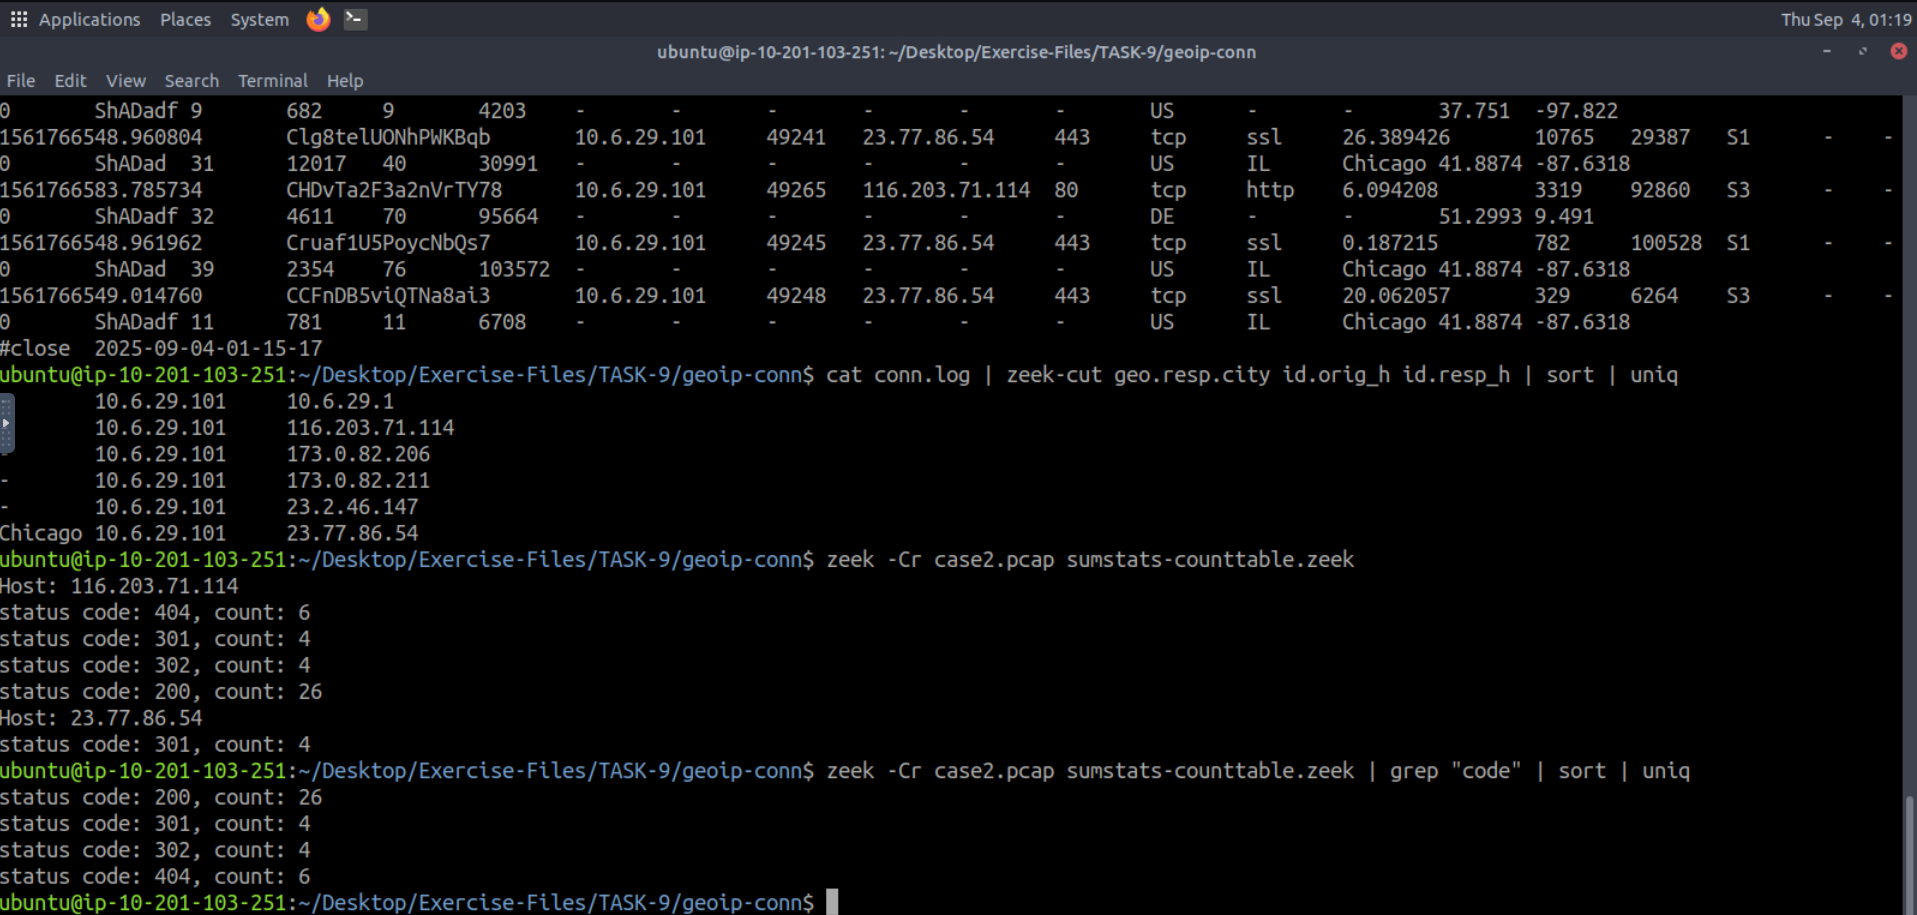 Applications Places System Thu Sep 4, 01:19
ubuntu@ip-10-201-103-251: ~/Desktop/Exercise-Files/TASK-9/geoip-conn
File Edit View Search Terminal Help
0 ShADadf 9 682 9 4203 - - - - - - US - - 37.751 -97.822
1561766548.960804 Clg8telUONhPWKBqb 10.6.29.101 49241 23.77.86.54 443 tcp ssl 26.389426 10765 29387 S1 - -
0 ShADad 31 12017 40 30991 - - - - - - US IL Chicago 41.8874 -87.6318
1561766583.785734 CHDvTa2F3a2nVrTY78 10.6.29.101 49265 116.203.71.114 80 tcp http 6.094208 3319 92860 S3 - -
0 ShADadf 32 4611 70 95664 - - - - - - DE - - 51.2993 9.491
1561766548.961962 Cruaf1U5PoycNbQs7 10.6.29.101 49245 23.77.86.54 443 tcp ssl 0.187215 782 100528 S1 - -
0 ShADad 39 2354 76 103572 - - - - - - US IL Chicago 41.8874 -87.6318
1561766549.014760 CCFnDB5viQTNa8ai3 10.6.29.101 49248 23.77.86.54 443 tcp ssl 20.062057 329 6264 S3 - -
0 ShADadf 11 781 11 6708 - - - - - - US IL Chicago 41.8874 -87.6318
#close 2025-09-04-01-15-17
ubuntu@ip-10-201-103-251:~/Desktop/Exercise-Files/TASK-9/geoip-conn$ cat conn.log | zeek-cut geo.resp.city id.orig_h id.resp_h | sort | uniq
10.6.29.101 10.6.29.1
10.6.29.101 116.203.71.114
- 10.6.29.101 173.0.82.206
- 10.6.29.101 173.0.82.211
- 10.6.29.101 23.2.46.147
Chicago 10.6.29.101 23.77.86.54
ubuntu@ip-10-201-103-251:~/Desktop/Exercise-Files/TASK-9/geoip-conn$ zeek -Cr case2.pcap sumstats-counttable.zeek
Host: 116.203.71.114
status code: 404, count: 6
status code: 301, count: 4
status code: 302, count: 4
status code: 200, count: 26
Host: 23.77.86.54
status code: 301, count: 4
ubuntu@ip-10-201-103-251:~/Desktop/Exercise-Files/TASK-9/geoip-conn$ zeek -Cr case2.pcap sumstats-counttable.zeek | grep "code" | sort | uniq
status code: 200, count: 26
status code: 301, count: 4
status code: 302, count: 4
status code: 404, count: 6
ubuntu@ip-10-201-103-251:~/Desktop/Exercise-Files/TASK-9/geoip-conn$